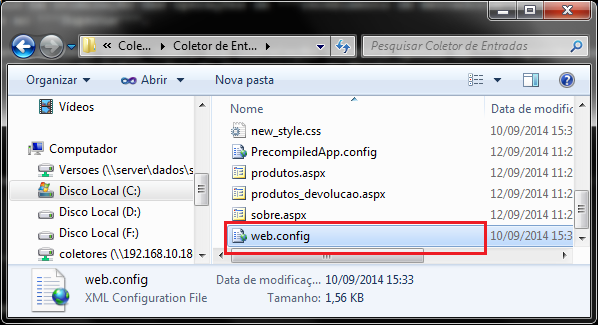 « Cole... ▸ Coletor de Ent... ▸
Pesquisar Coletor de Entradas
Organizar Abrir Nova pasta
Vídeos
Computador
Versoes (\\server\dados\s
Disco Local (C:)
Disco Local (D:)
Disco Local (F:)
coletores (\\192.168.10.18
Nome Data de modific
new_style.css 10/09/2014 15:3
PrecompiledApp.config 12/09/2014 11:2
produtos.aspx 12/09/2014 11:2
produtos_devolucao.aspx 12/09/2014 11:2
sobre.aspx 12/09/2014 11:2
web.config 10/09/2014 15:3
web.config Data de modificaç... 10/09/2014 15:33
XML Configuration File Tamanho: 1,56 KB